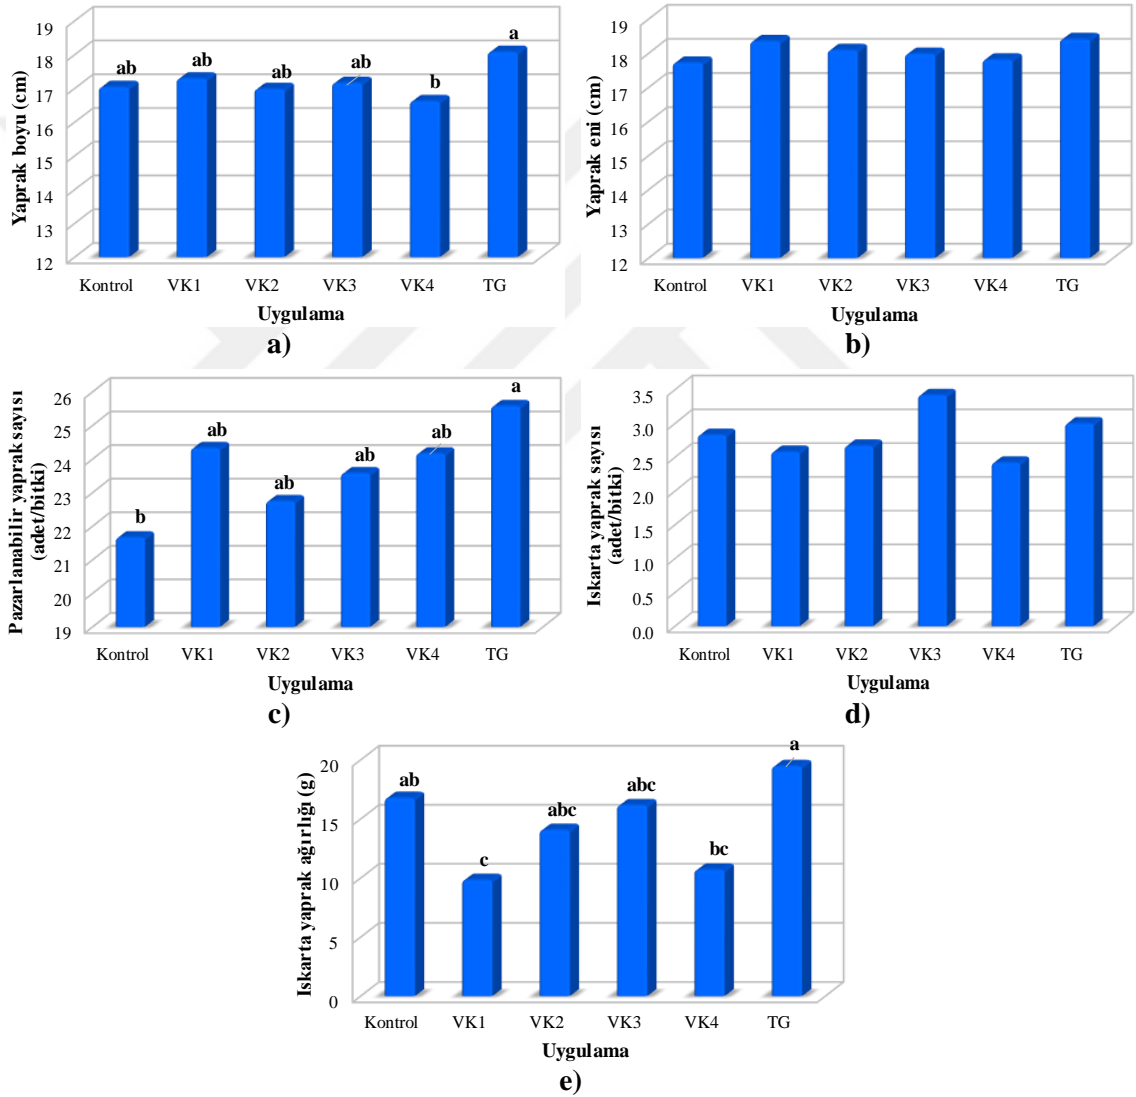 Yaprak boyu (cm)
19
18
17
16
15
14
13
12
ab
ab
ab
ab
b
a
Kontrol VK1 VK2 VK3 VK4 TG
Uygulama
a)
Yaprak eni (cm)
19
18
17
16
15
14
13
12
Kontrol VK1 VK2 VK3 VK4 TG
Uygulama
b)
Pazarlanabilir yaprak sayısı
(adet/bitki)
26
25
24
23
22
21
20
19
b
ab
ab
ab
ab
a
Kontrol VK1 VK2 VK3 VK4 TG
Uygulama
c)
Iskarta yaprak sayısı
(adet/bitki)
3.5
3.0
2.5
2.0
1.5
1.0
0.5
0.0
Kontrol VK1 VK2 VK3 VK4 TG
Uygulama
d)
Iskarta yaprak ağırlığı (g)
20
15
10
5
0
ab
c
abc
abc
bc
a
Kontrol VK1 VK2 VK3 VK4 TG
Uygulama
e)